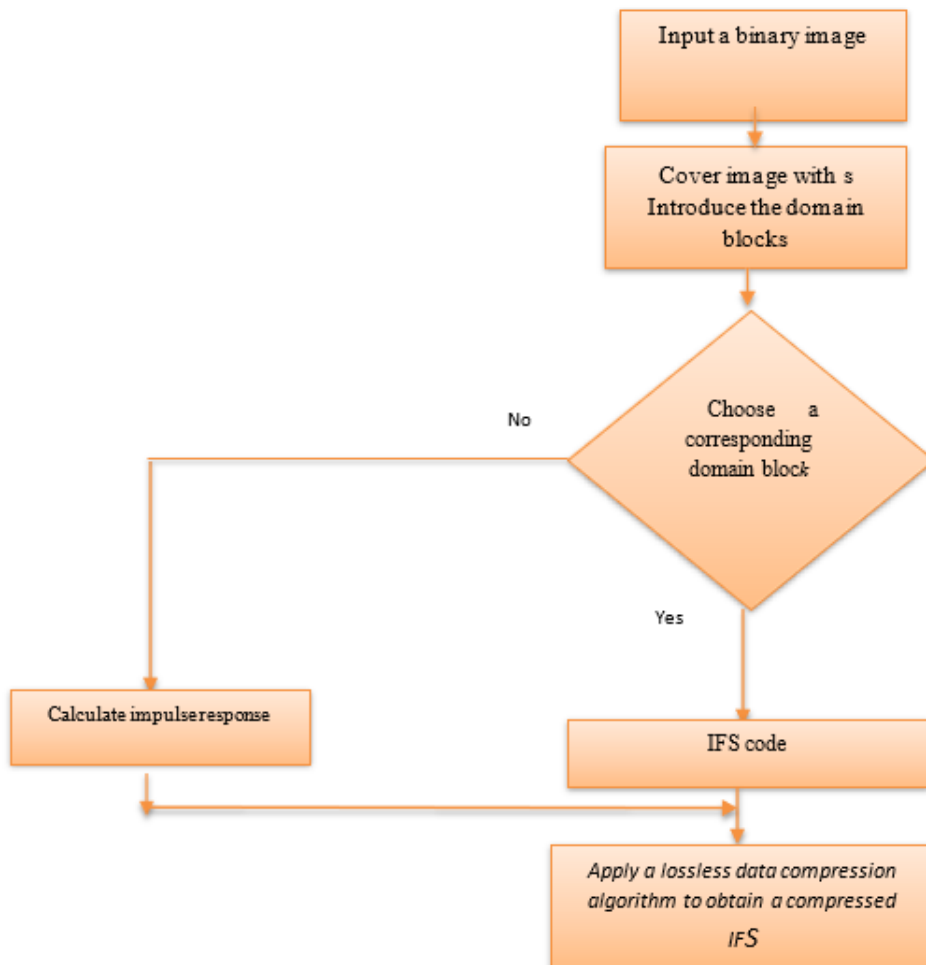 Input a binary image
Cover image with s
Introduce the domain
blocks
Choose a
corresponding
domain block
No
Yes
Calculate impulse response
IFS code
Apply a lossless data compression
algorithm to obtain a compressed
IFS